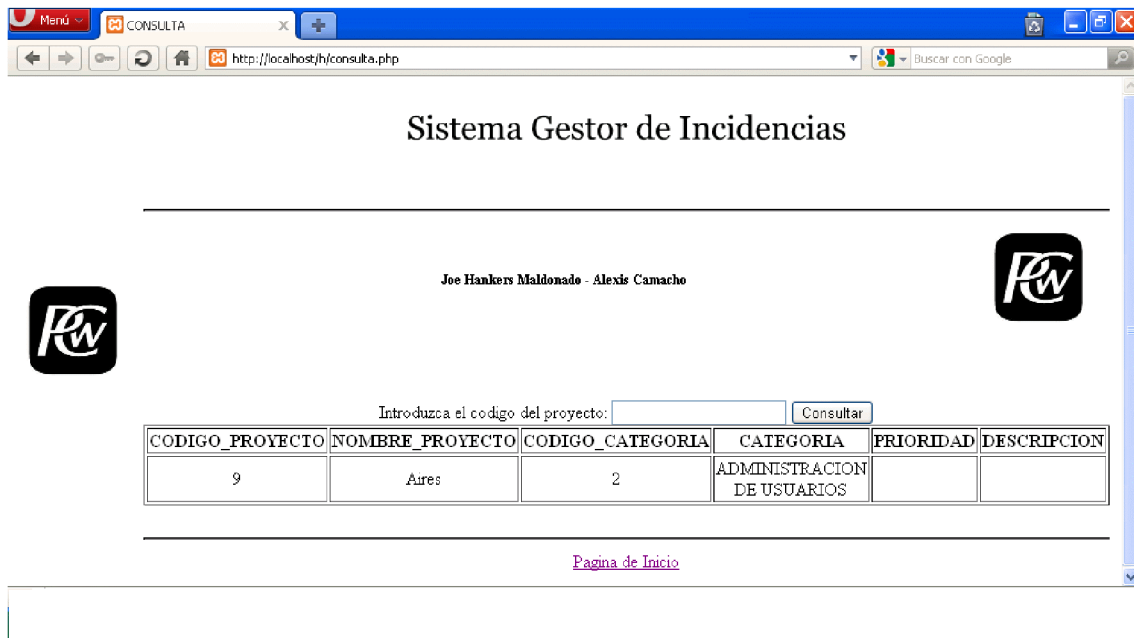 Menú
CONSULTA
http://localhost/h/consulta.php
Buscar con Google
Sistema Gestor de Incidencias
Joe Hankers Maldonado - Alexis Camacho
PCW
PCW
Introduzca el codigo del proyecto:
Consultar
CODIGO_PROYECTO NOMBRE_PROYECTO CODIGO_CATEGORIA CATEGORIA PRIORIDAD DESCRIPCION
9 Aires 2 ADMINISTRACION
DE USUARIOS
Pagina de Inicio